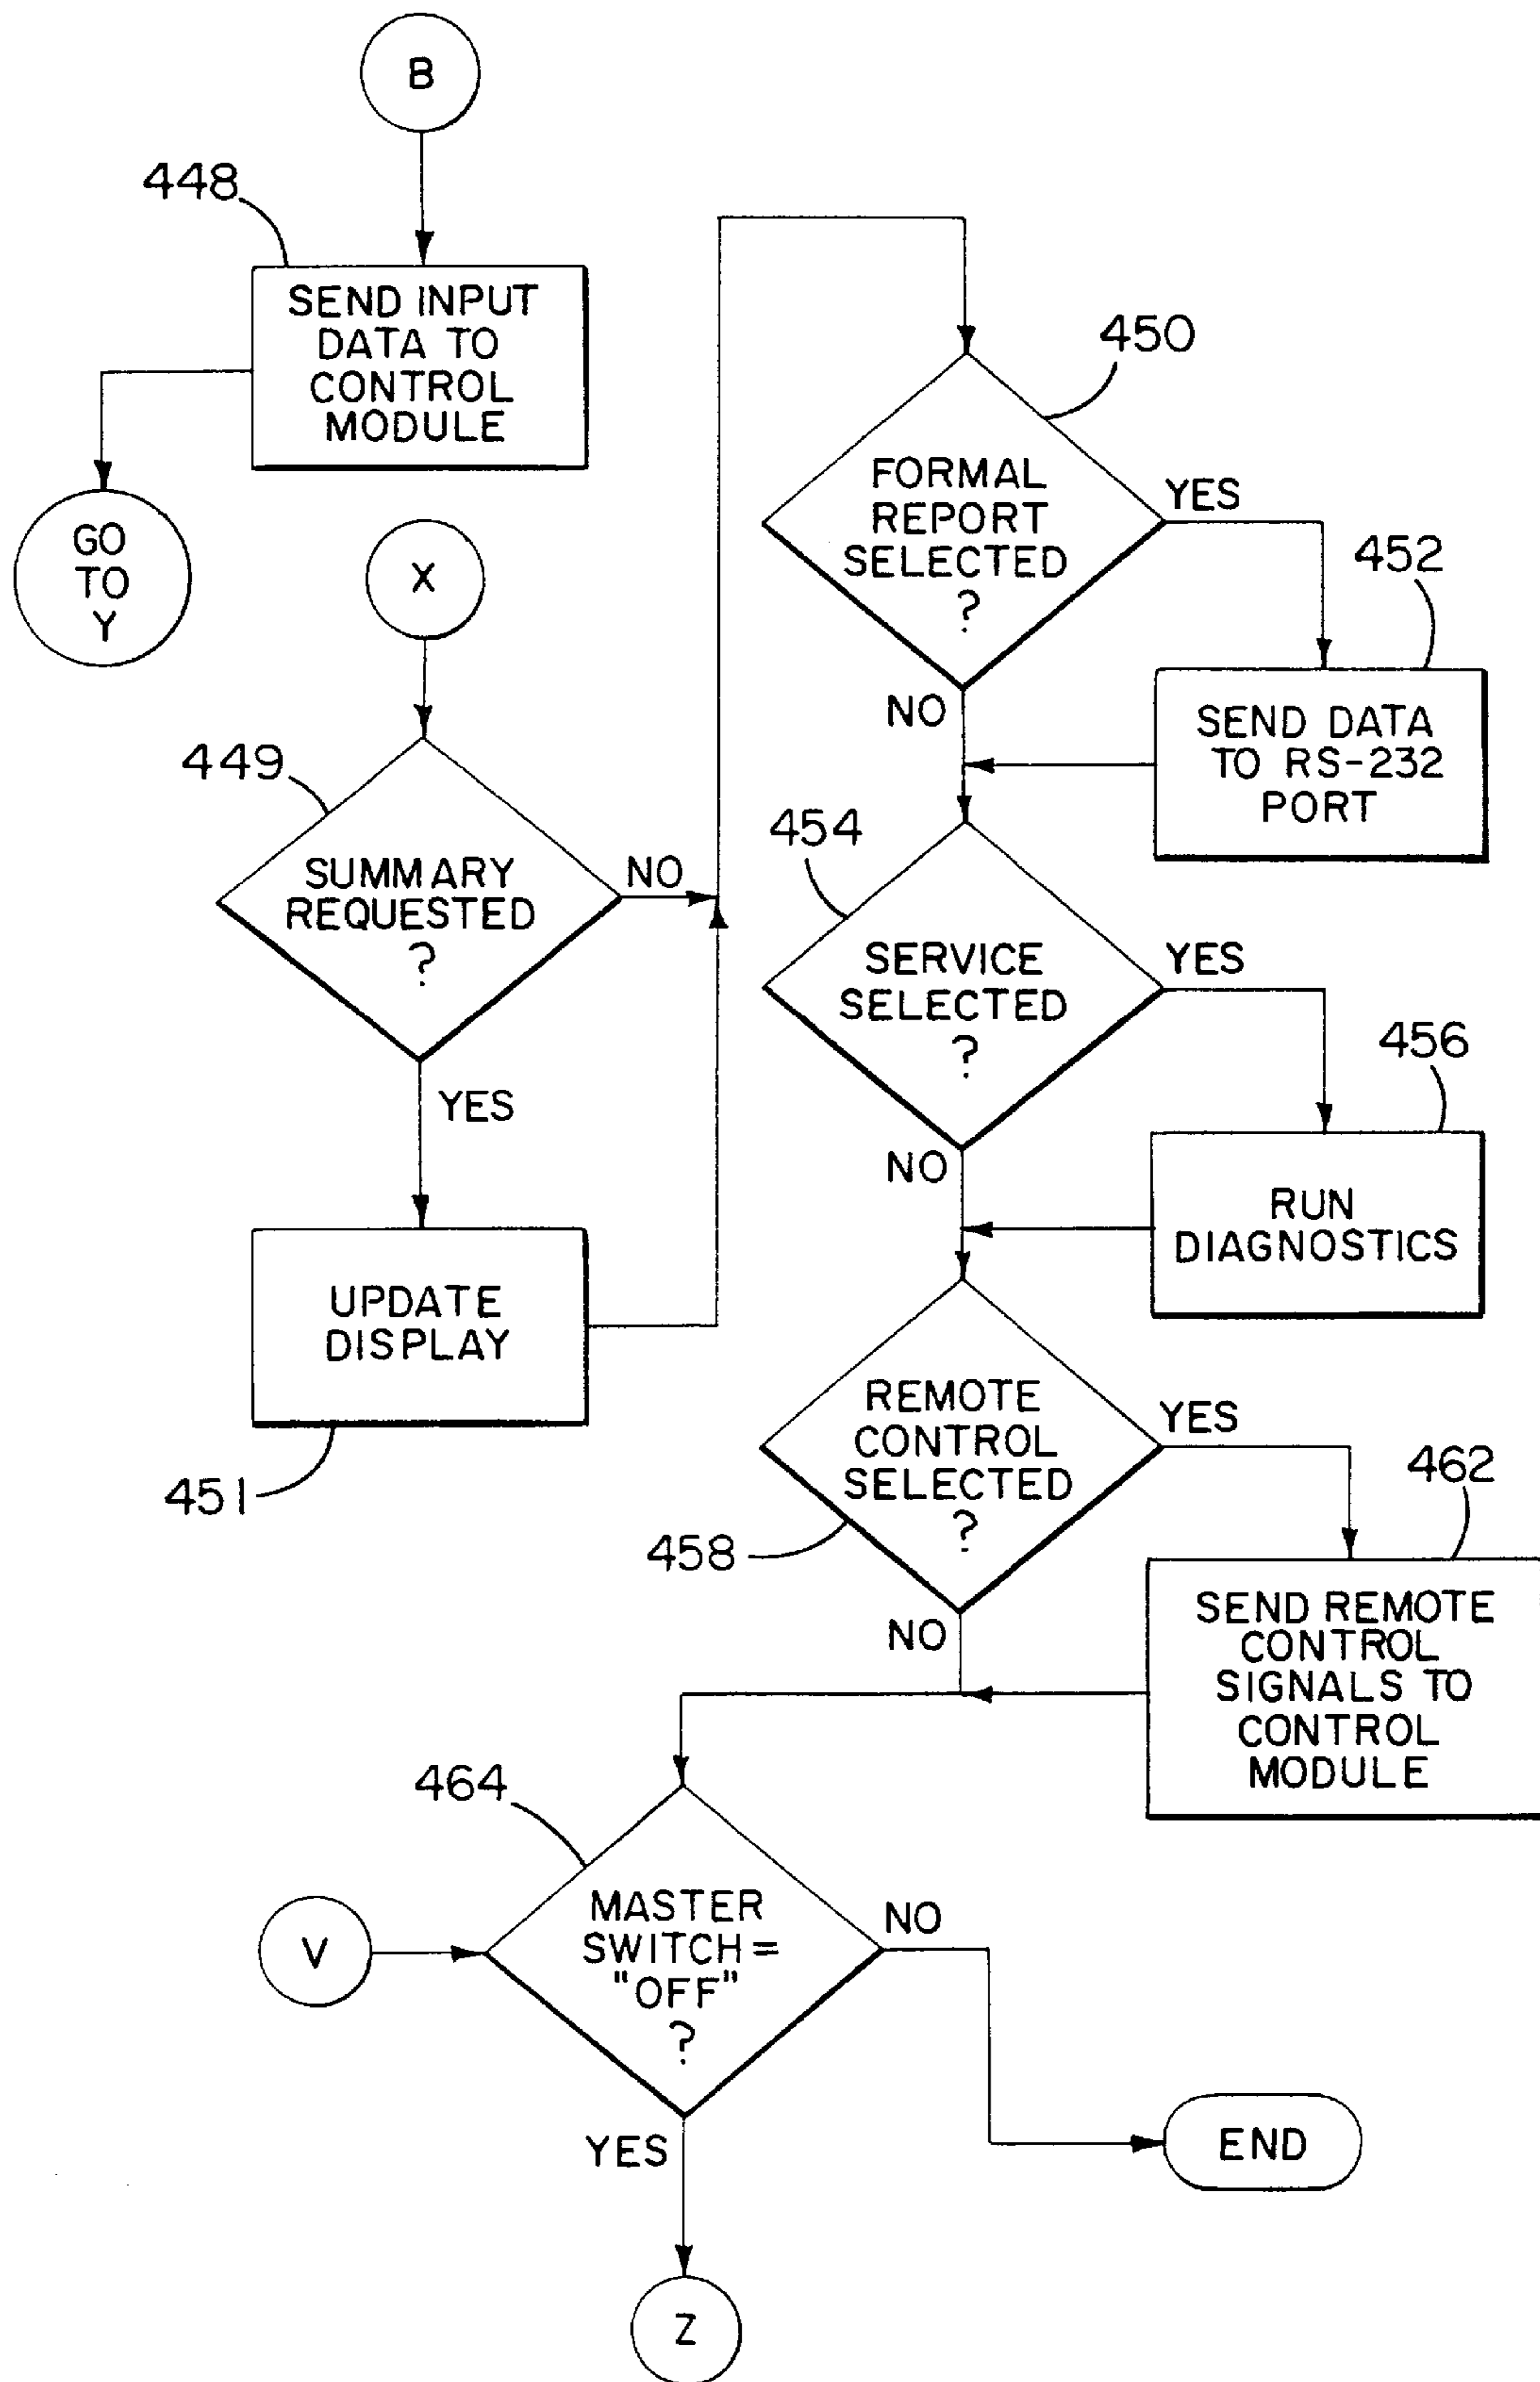 B
448
SEND INPUT
DATA TO
CONTROL
MODULE
GO
TO
Y
X
449
SUMMARY
REQUESTED
?
NO
YES
UPDATE
DISPLAY
451
450
FORMAL
REPORT
SELECTED
?
YES
NO
452
SEND DATA
TO RS-232
PORT
454
SERVICE
SELECTED
?
YES
NO
456
RUN
DIAGNOSTICS
REMOTE
CONTROL
SELECTED
?
458
YES
NO
462
SEND REMOTE
CONTROL
SIGNALS TO
CONTROL
MODULE
464
V
MASTER
SWITCH =
"OFF"
?
NO
YES
END
Z